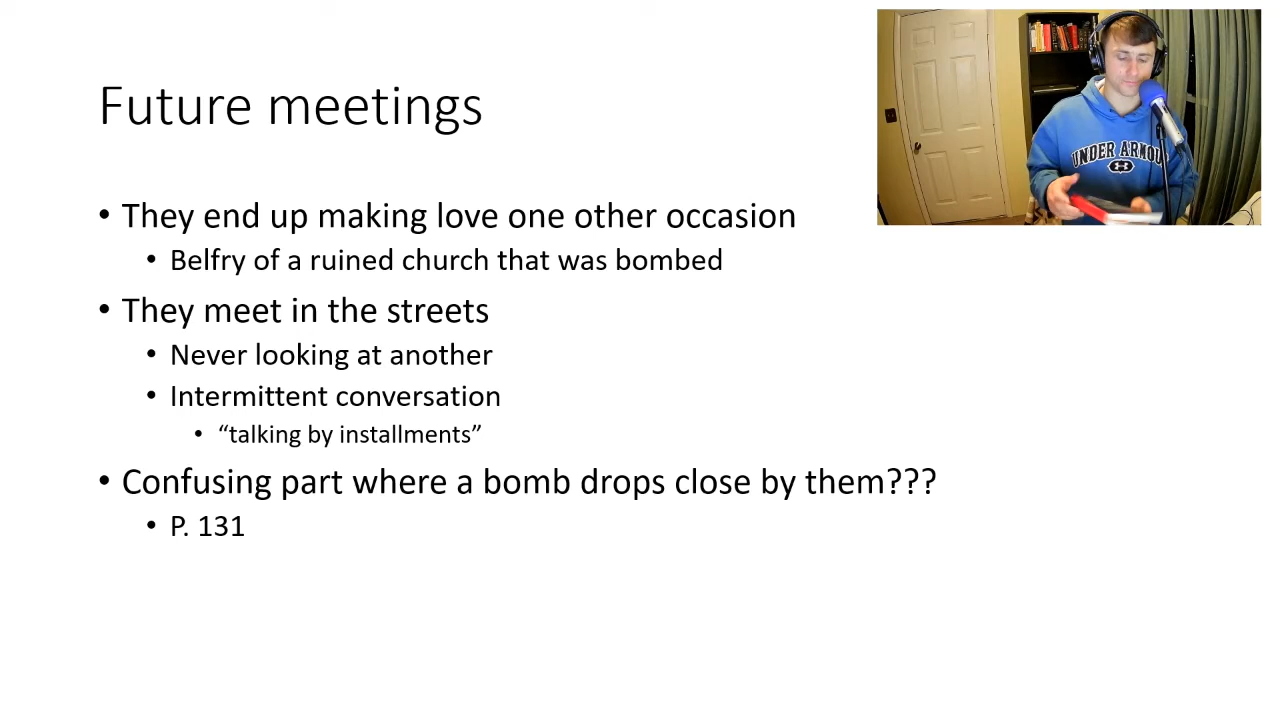 Future meetings
• They end up making love one other occasion
• Belfry of a ruined church that was bombed
• They meet in the streets
• Never looking at another
• Intermittent conversation
• “talking by installments”
• Confusing part where a bomb drops close by them???
• P. 131
UNDER ARMOU